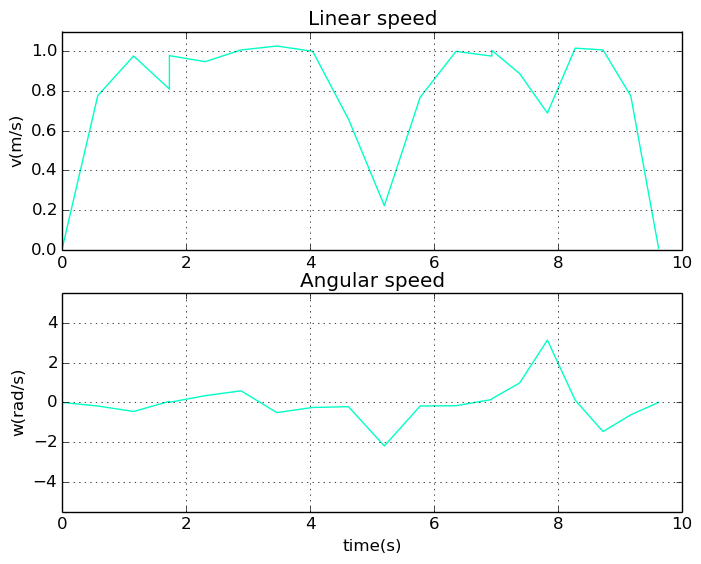 Linear speed
v(m/s)
1.0
0.8
0.6
0.4
0.2
0.0
0 2 4 6 8 10
Angular speed
w(rad/s)
4
2
0
−2
−4
0 2 4 6 8 10
time(s)